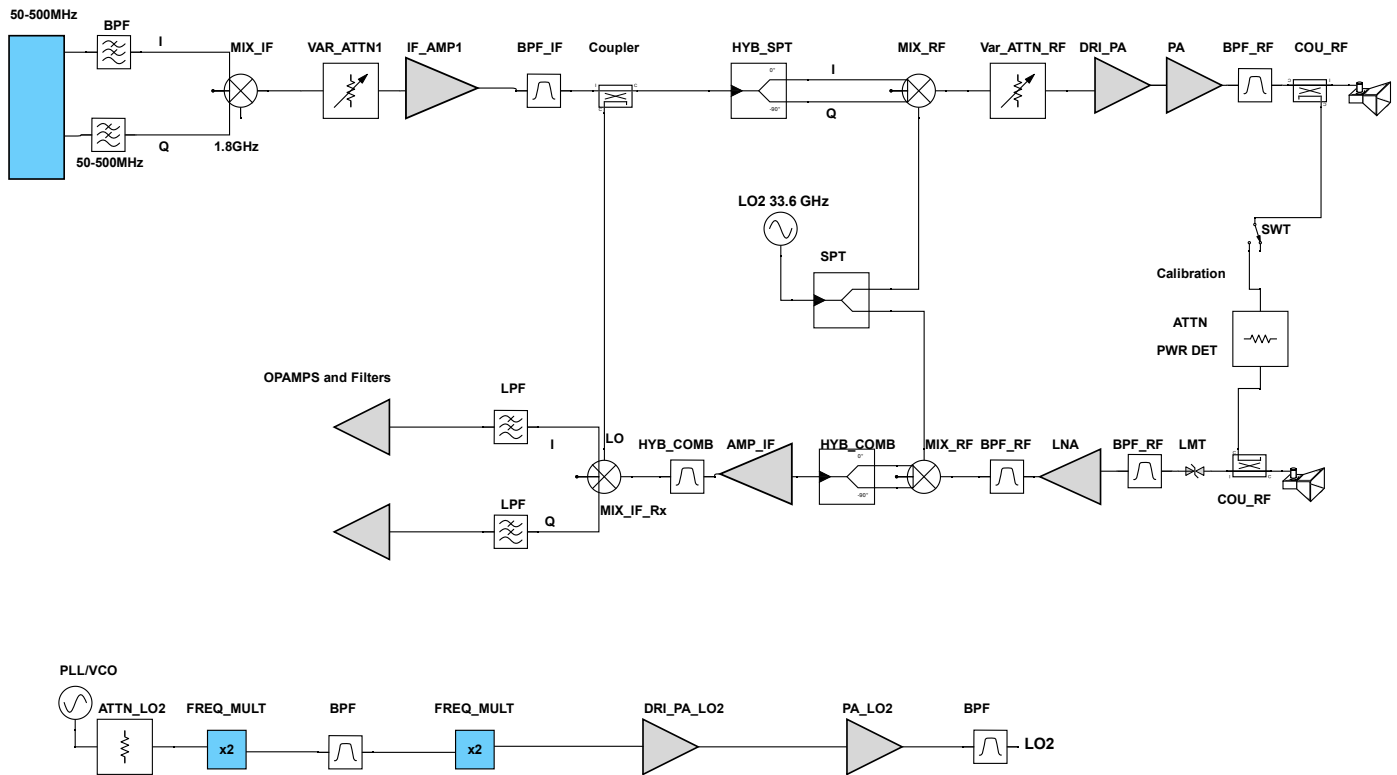 50-500MHz
BPF
I
MIX_IF
VAR_ATTN1
IF_AMP1
BPF_IF
Coupler
HYB_SPT
MIX_RF
Var_ATTN_RF
DRI_PA
PA
BPF_RF
COU_RF
0°
I
-90°
Q
Q
50-500MHz
1.8GHz
LO2 33.6 GHz
SPT
SWT
Calibration
ATTN
PWR DET
OPAMPS and Filters
LPF
I
LO
HYB_COMB
AMP_IF
HYB_COMB
MIX_RF
BPF_RF
LNA
BPF_RF
LMT
0°
-90°
COU_RF
LPF
Q
MIX_IF_Rx
PLL/VCO
ATTN_LO2
FREQ_MULT
BPF
FREQ_MULT
DRI_PA_LO2
PA_LO2
BPF
x2
x2
LO2